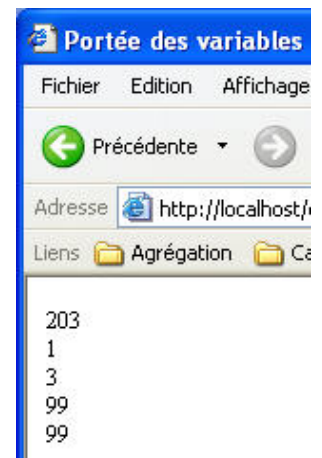 Portée des variables
Fichier Edition Affichage
Précédente
Adresse http://localhost/
Liens Agrégation
203
1
3
99
99